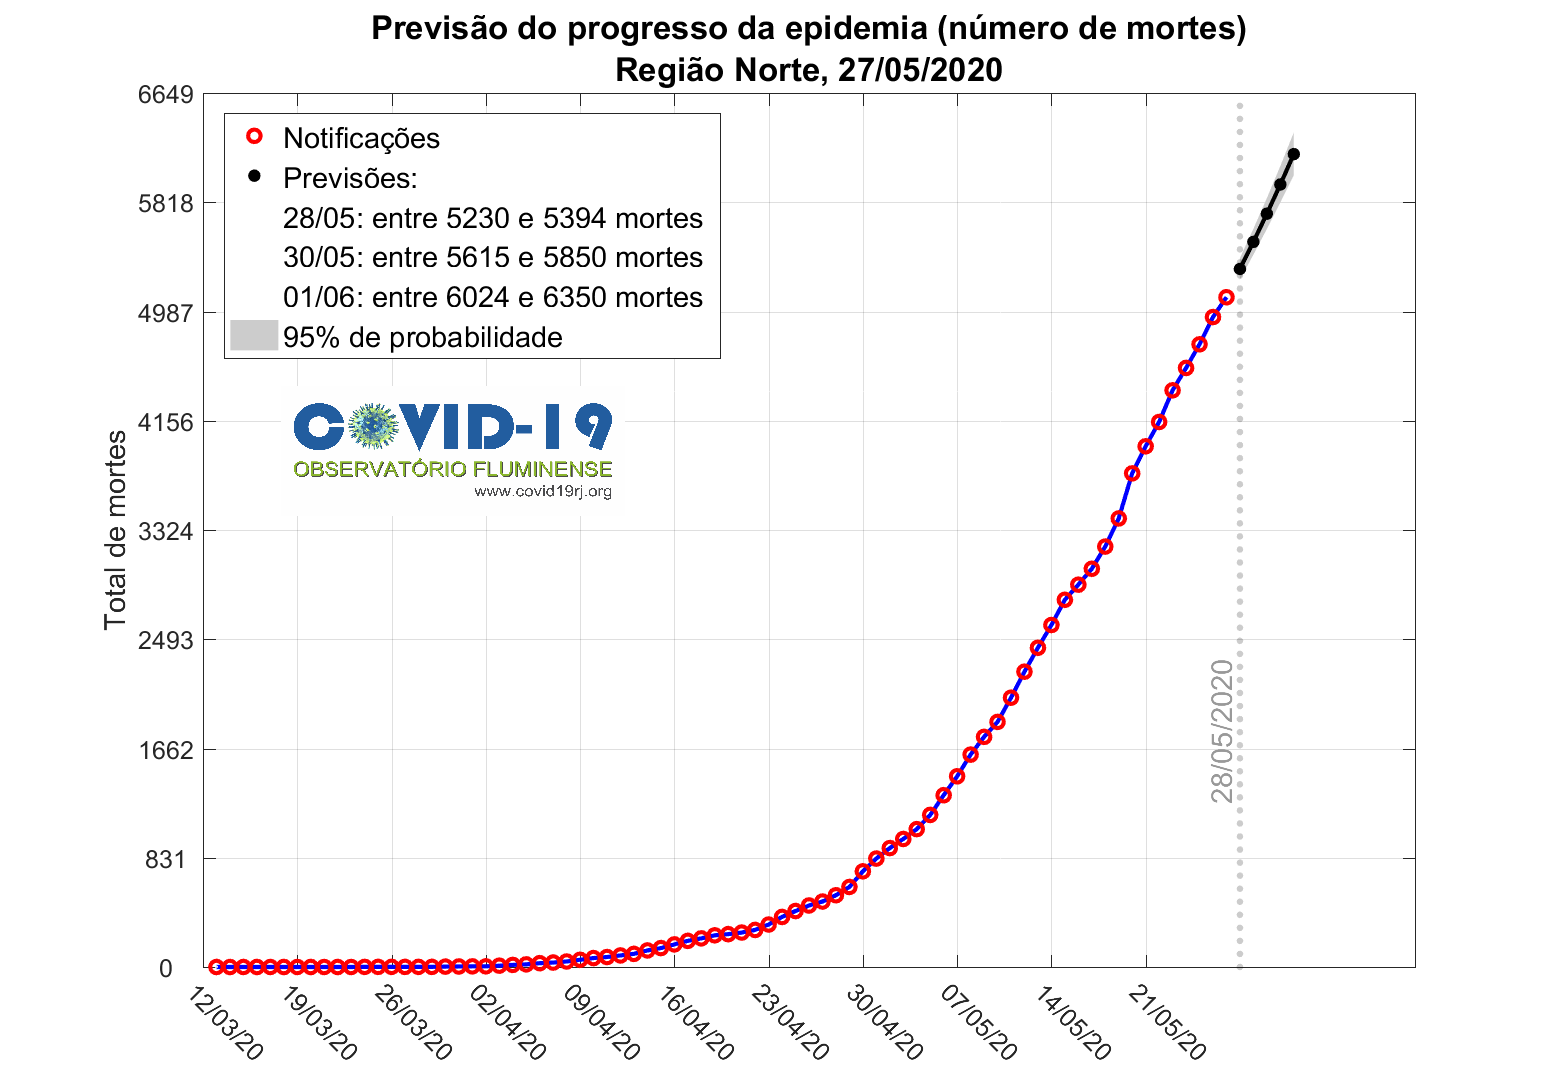 Previsão do progresso da epidemia (número de mortes)
Região Norte, 27/05/2020
6649
5818
4987
4156
3324
2493
1662
831
0
Total de mortes
Notificações
Previsões:
28/05: entre 5230 e 5394 mortes
30/05: entre 5615 e 5850 mortes
01/06: entre 6024 e 6350 mortes
95% de probabilidade
COVID-19
OBSERVATÓRIO FLUMINENSE
www.covid19rj.org
28/05/2020
12/03/20
19/03/20
26/03/20
02/04/20
09/04/20
16/04/20
23/04/20
30/04/20
07/05/20
14/05/20
21/05/20